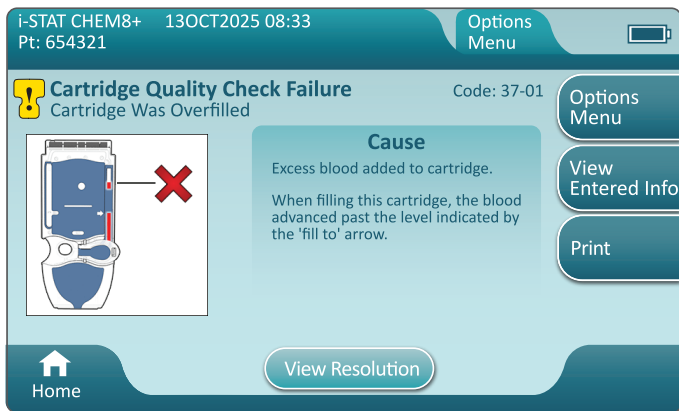 i-STAT CHEM8+ 13OCT2025 08:33
Pt: 654321
Options
Menu
Cartridge Quality Check Failure
Code: 37-01
Cartridge Was Overfilled
Cause
Excess blood added to cartridge.
When filling this cartridge, the blood
advanced past the level indicated by
the 'fill to' arrow.
Options
Menu
View
Entered Info
Print
View Resolution
Home